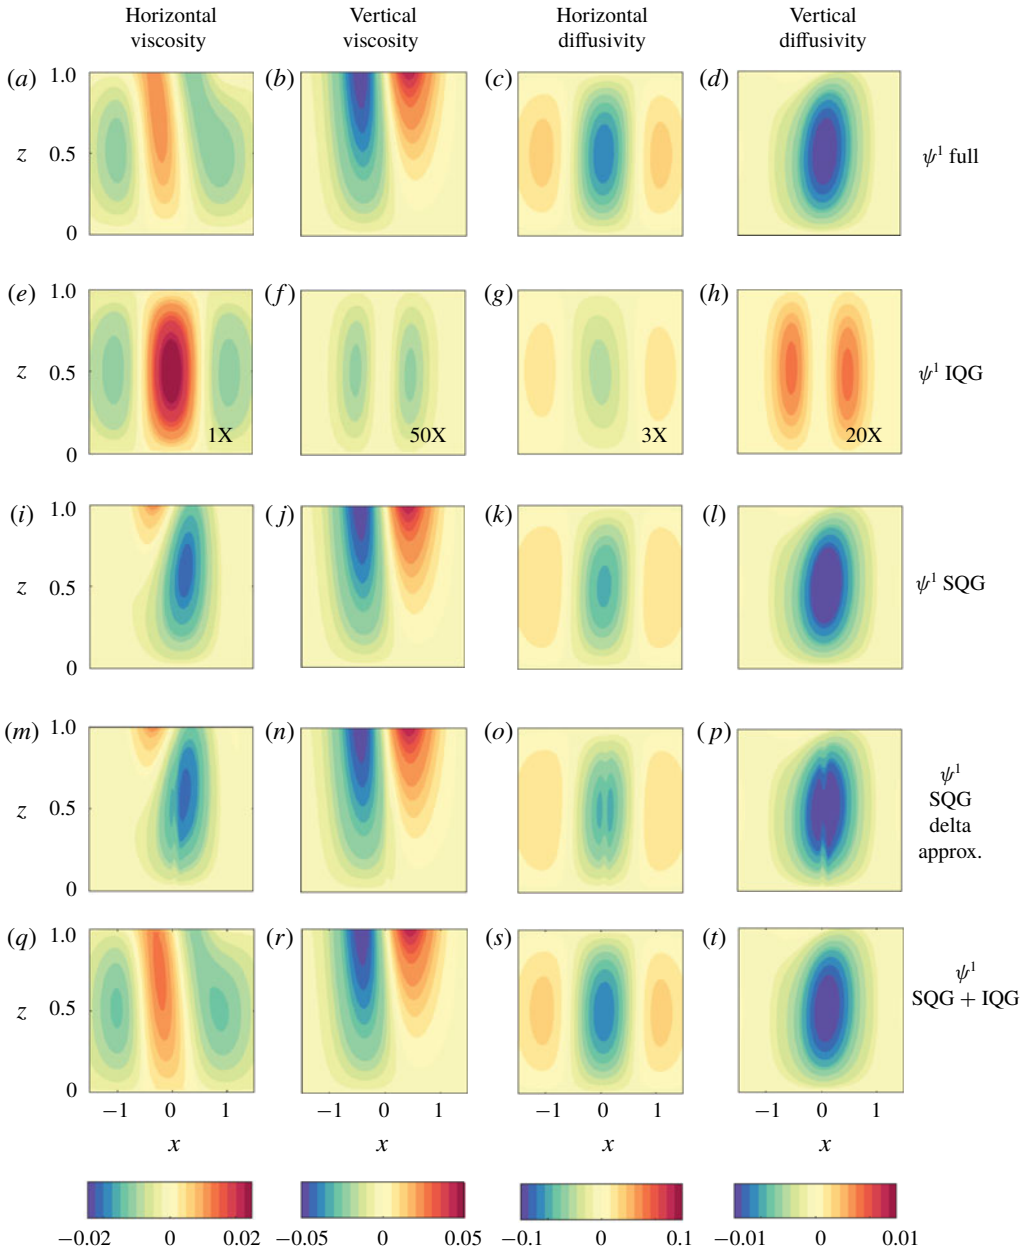 Horizontal viscosity
Vertical viscosity
Horizontal diffusivity
Vertical diffusivity
(a) 1.0 (b) (c) (d)
z 0.5 ψ¹ full
0
(e) 1.0 (f) (g) (h)
z 0.5 ψ¹ IQG
1X 50X 3X 20X
0
(i) 1.0 (j) (k) (l)
z 0.5 ψ¹ SQG
0
(m) 1.0 (n) (o) (p)
z 0.5
ψ¹
SQG
delta
approx.
0
(q) 1.0 (r) (s) (t)
z 0.5
ψ¹
SQG + IQG
0
−1 0 1 −1 0 1 −1 0 1 −1 0 1
x x x x
−0.02 0 0.02 −0.05 0 0.05 −0.1 0 0.1 −0.01 0 0.01